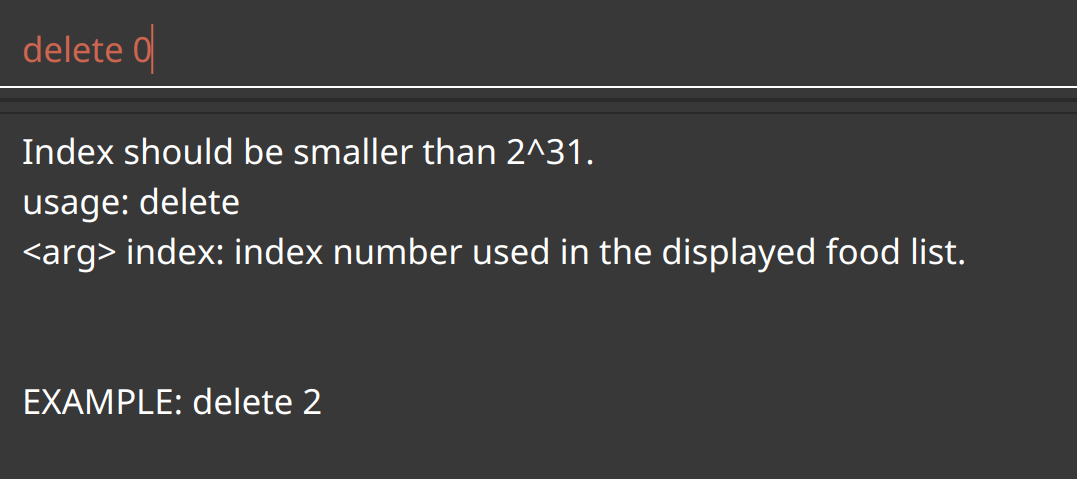 delete 0
Index should be smaller than 2^31.
usage: delete
<arg> index: index number used in the displayed food list.
EXAMPLE: delete 2